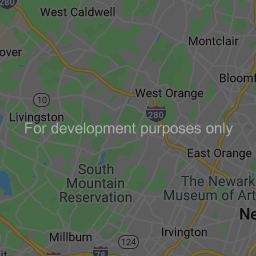 West Caldwell
Montclair
over
Bloomf
West Orange
10
280
Livingston
For development purposes only
East Orange
South
Mountain
Reservation
The Newark
Museum of Art
Ne
Millburn
Irvington
124
78